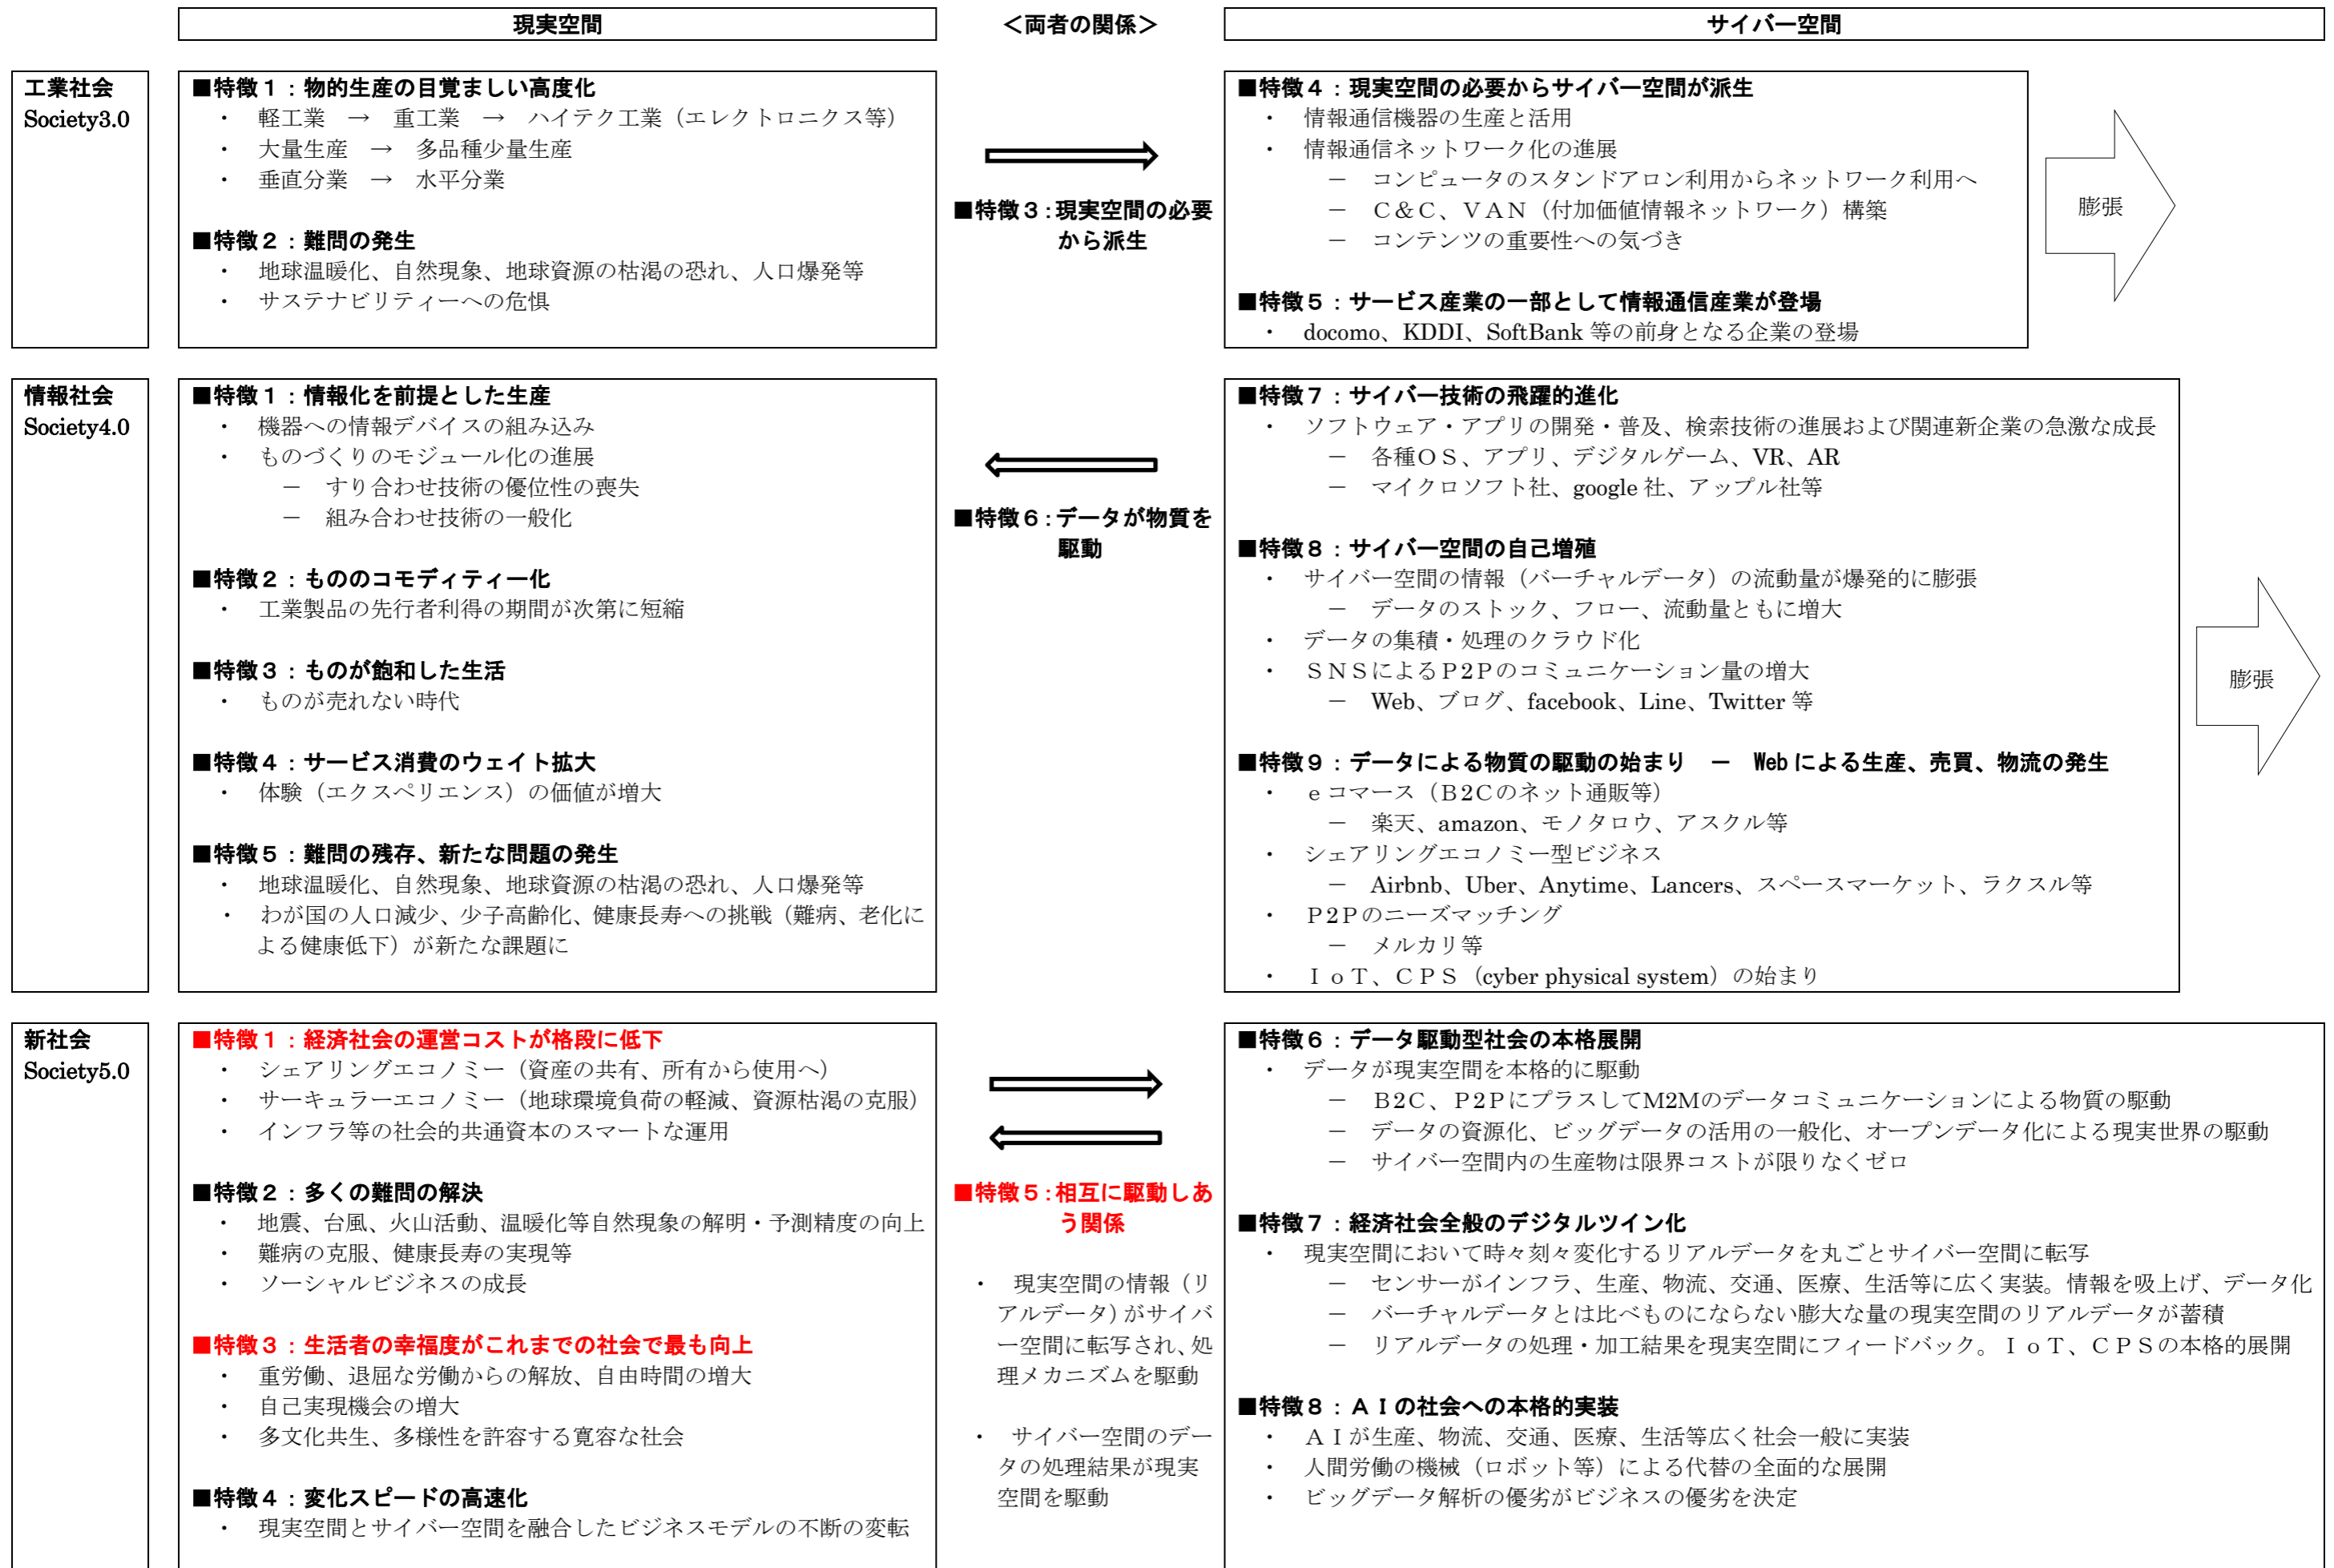 現実空間
＜両者の関係＞
サイバー空間
工業社会
Society3.0
■特徴１：物的生産の目覚ましい高度化
・ 軽工業 → 重工業 → ハイテク工業（エレクトロニクス等）
・ 大量生産 → 多品種少量生産
・ 垂直分業 → 水平分業
■特徴２：難問の発生
・ 地球温暖化、自然現象、地球資源の枯渇の恐れ、人口爆発等
・ サステナビリティーへの危惧
■特徴３：現実空間の必要
から派生
■特徴４：現実空間の必要からサイバー空間が派生
・ 情報通信機器の生産と活用
・ 情報通信ネットワーク化の進展
－ コンピュータのスタンドアロン利用からネットワーク利用へ
－ Ｃ＆Ｃ、ＶＡＮ（付加価値情報ネットワーク）構築
－ コンテンツの重要性への気づき
■特徴５：サービス産業の一部として情報通信産業が登場
・ docomo、KDDI、SoftBank 等の前身となる企業の登場
膨張
情報社会
Society4.0
■特徴１：情報化を前提とした生産
・ 機器への情報デバイスの組み込み
・ ものづくりのモジュール化の進展
－ すり合わせ技術の優位性の喪失
－ 組み合わせ技術の一般化
■特徴２：もののコモディティー化
・ 工業製品の先行者利得の期間が次第に短縮
■特徴３：ものが飽和した生活
・ ものが売れない時代
■特徴４：サービス消費のウェイト拡大
・ 体験（エクスペリエンス）の価値が増大
■特徴５：難問の残存、新たな問題の発生
・ 地球温暖化、自然現象、地球資源の枯渇の恐れ、人口爆発等
・ わが国の人口減少、少子高齢化、健康長寿への挑戦（難病、老化に
よる健康低下）が新たな課題に
■特徴６：データが物質を
駆動
■特徴７：サイバー技術の飛躍的進化
・ ソフトウェア・アプリの開発・普及、検索技術の進展および関連新企業の急激な成長
－ 各種ＯＳ、アプリ、デジタルゲーム、VR、AR
－ マイクロソフト社、google 社、アップル社等
■特徴８：サイバー空間の自己増殖
・ サイバー空間の情報（バーチャルデータ）の流動量が爆発的に膨張
－ データのストック、フロー、流動量ともに増大
・ データの集積・処理のクラウド化
・ ＳＮＳによるＰ2Ｐのコミュニケーション量の増大
－ Web、ブログ、facebook、Line、Twitter 等
■特徴９：データによる物質の駆動の始まり － Web による生産、売買、物流の発生
・ ｅコマース（Ｂ2Ｃのネット通販等）
－ 楽天、amazon、モノタロウ、アスクル等
・ シェアリングエコノミー型ビジネス
－ Airbnb、Uber、Anytime、Lancers、スペースマーケット、ラクスル等
・ Ｐ2Ｐのニーズマッチング
－ メルカリ等
・ ＩｏＴ、ＣＰＳ（cyber physical system）の始まり
膨張
新社会
Society5.0
■特徴１：経済社会の運営コストが格段に低下
・ シェアリングエコノミー（資産の共有、所有から使用へ）
・ サーキュラーエコノミー（地球環境負荷の軽減、資源枯渇の克服）
・ インフラ等の社会的共通資本のスマートな運用
■特徴２：多くの難問の解決
・ 地震、台風、火山活動、温暖化等自然現象の解明・予測精度の向上
・ 難病の克服、健康長寿の実現等
・ ソーシャルビジネスの成長
■特徴３：生活者の幸福度がこれまでの社会で最も向上
・ 重労働、退屈な労働からの解放、自由時間の増大
・ 自己実現機会の増大
・ 多文化共生、多様性を許容する寛容な社会
■特徴４：変化スピードの高速化
・ 現実空間とサイバー空間を融合したビジネスモデルの不断の変転
■特徴５：相互に駆動しあ
う関係
・ 現実空間の情報（リ
アルデータ）がサイバ
ー空間に転写され、処
理メカニズムを駆動
・ サイバー空間のデー
タの処理結果が現実
空間を駆動
■特徴６：データ駆動型社会の本格展開
・ データが現実空間を本格的に駆動
－ Ｂ2Ｃ、Ｐ2ＰにプラスしてM2Mのデータコミュニケーションによる物質の駆動
－ データの資源化、ビッグデータの活用の一般化、オープンデータ化による現実世界の駆動
－ サイバー空間内の生産物は限界コストが限りなくゼロ
■特徴７：経済社会全般のデジタルツイン化
・ 現実空間において時々刻々変化するリアルデータを丸ごとサイバー空間に転写
－ センサーがインフラ、生産、物流、交通、医療、生活等に広く実装。情報を吸上げ、データ化
－ バーチャルデータとは比べものにならない膨大な量の現実空間のリアルデータが蓄積
－ リアルデータの処理・加工結果を現実空間にフィードバック。ＩｏＴ、ＣＰＳの本格的展開
■特徴８：ＡＩの社会への本格的実装
・ ＡＩが生産、物流、交通、医療、生活等広く社会一般に実装
・ 人間労働の機械（ロボット等）による代替の全面的な展開
・ ビッグデータ解析の優劣がビジネスの優劣を決定